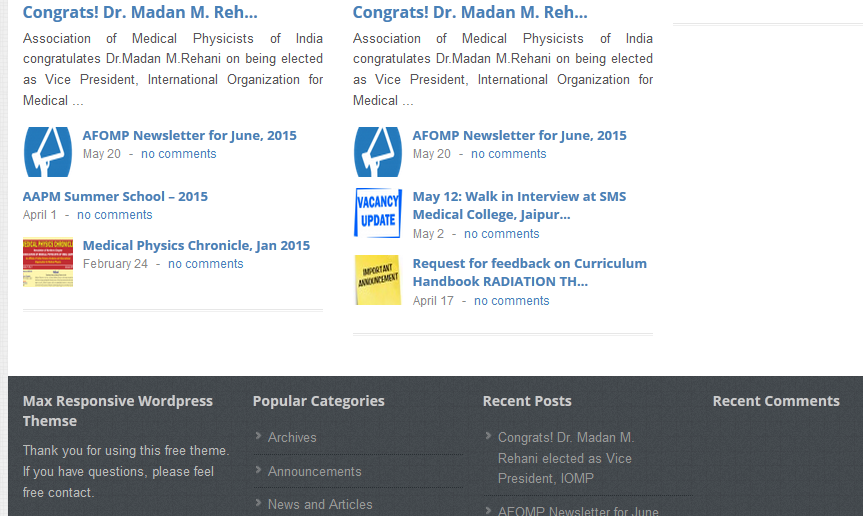 Congrats! Dr. Madan M. Reh...
Association of Medical Physicists of India
congratulates Dr.Madan M.Rehani on being elected
as Vice President, International Organization for
Medical ...
AFOMP Newsletter for June, 2015
May 20 - no comments
AAPM Summer School – 2015
April 1 - no comments
MEDICAL PHYSICS CHRONICLE
Medical Physics Chronicle, Jan 2015
February 24 - no comments
Congrats! Dr. Madan M. Reh...
Association of Medical Physicists of India
congratulates Dr.Madan M.Rehani on being elected
as Vice President, International Organization for
Medical ...
AFOMP Newsletter for June, 2015
May 20 - no comments
VACANCY
UPDATE
May 12: Walk in Interview at SMS
Medical College, Jaipur...
May 2 - no comments
IMPORTANT
ANNOUNCEMENT
Request for feedback on Curriculum
Handbook RADIATION TH...
April 17 - no comments
Max Responsive Wordpress
Themse
Thank you for using this free theme.
If you have questions, please feel
free contact.
Popular Categories
Archives
Announcements
News and Articles
Recent Posts
Congrats! Dr. Madan M.
Rehani elected as Vice
President, IOMP
AFOMP Newsletter for June
Recent Comments